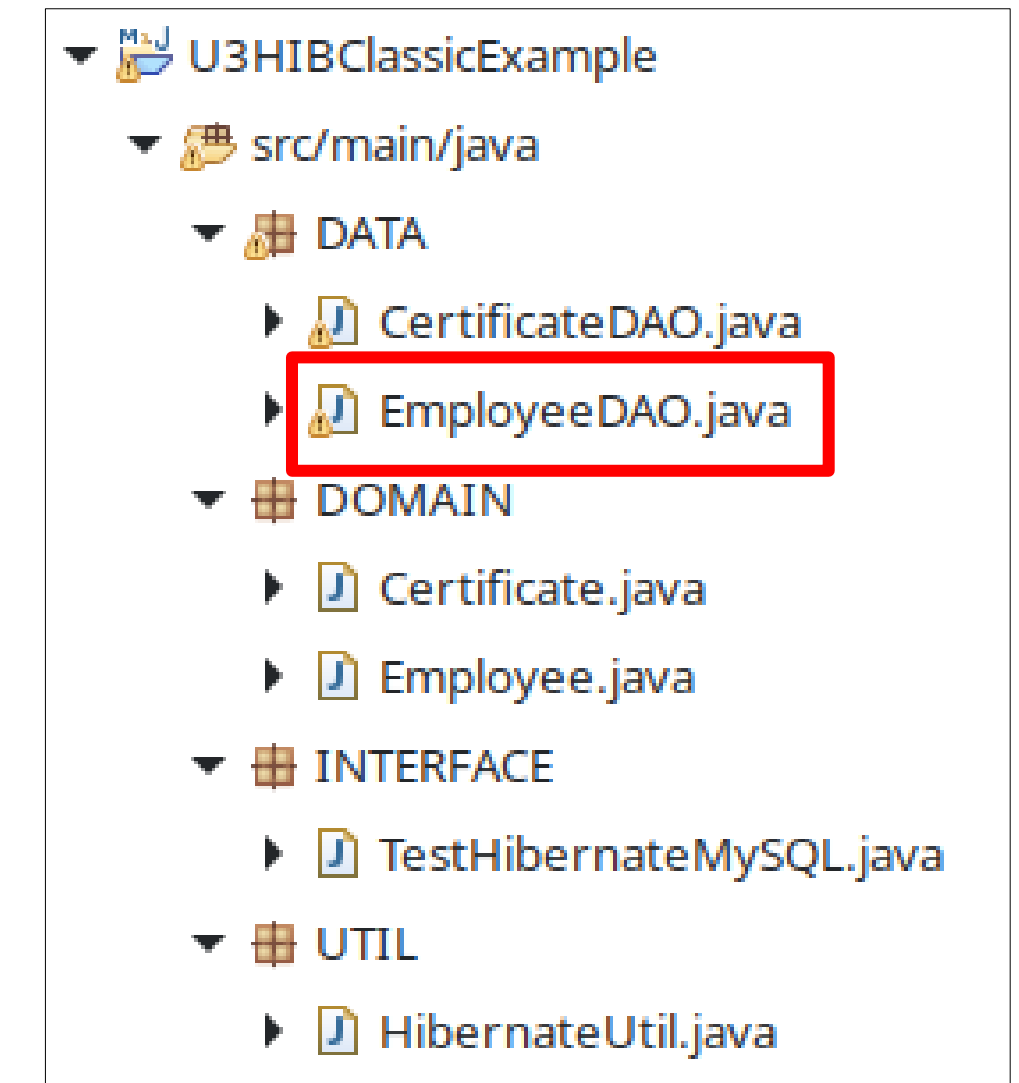 U3HIBClassicExample
src/main/java
DATA
CertificateDAO.java
EmployeeDAO.java
DOMAIN
Certificate.java
Employee.java
INTERFACE
TestHibernateMySQL.java
UTIL
HibernateUtil.java